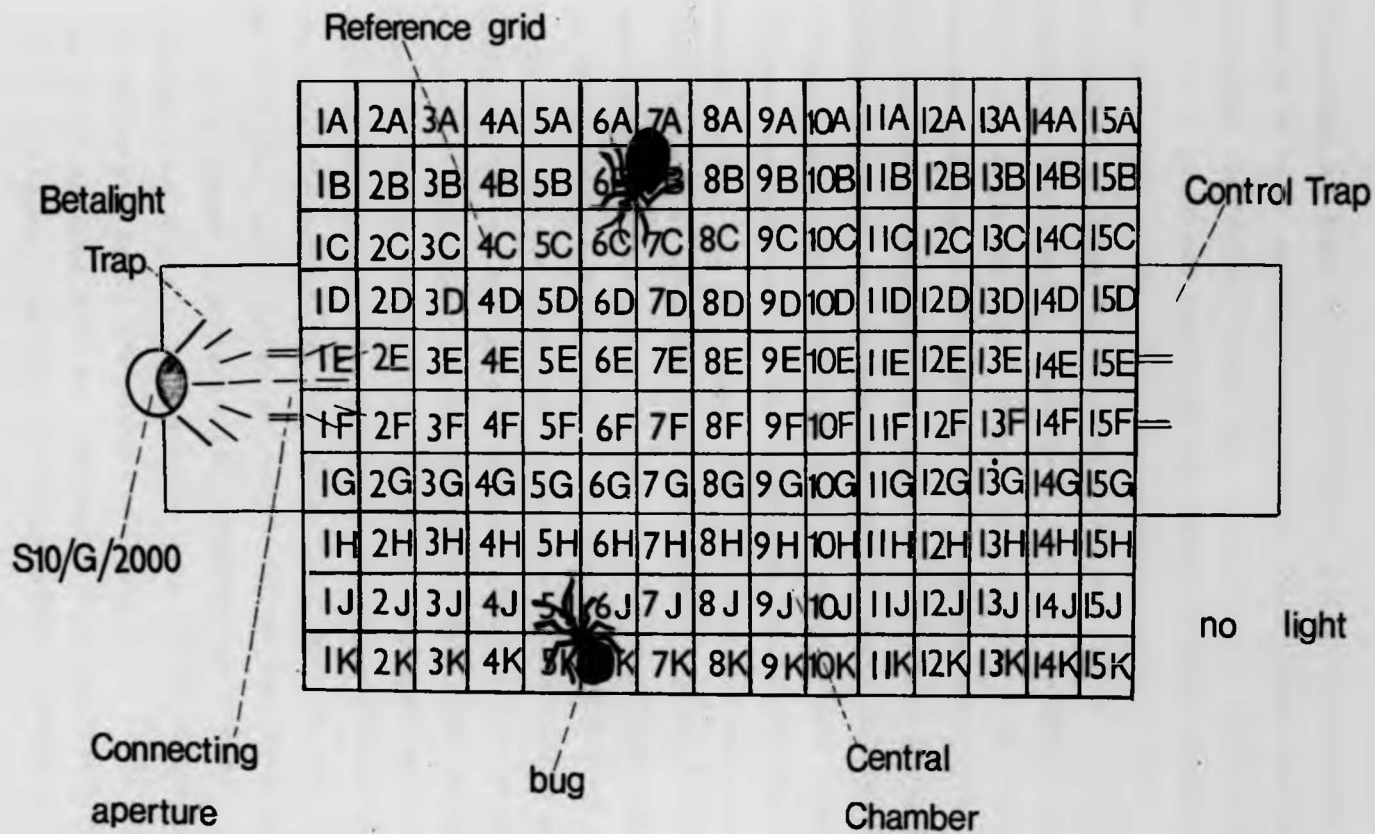 Reference grid
1A 2A 3A 4A 5A 6A 7A 8A 9A 10A 11A 12A 13A 14A 15A
1B 2B 3B 4B 5B 8B 9B 10B 11B 12B 13B 14B 15B
Betalight
Trap
Control Trap
1C 2C 3C 4C 5C 6C 7C 8C 9C 10C 11C 12C 13C 14C 15C
1D 2D 3D 4D 5D 6D 7D 8D 9D 10D 11D 12D 13D 14D 15D
1E 2E 3E 4E 5E 6E 7E 8E 9E 10E 11E 12E 13E 14E 15E
1F 2F 3F 4F 5F 6F 7F 8F 9F 10F 11F 12F 13F 14F 15F
1G 2G 3G 4G 5G 6G 7G 8G 9G 10G 11G 12G 13G 14G 15G
S10/G/2000
1H 2H 3H 4H 5H 6H 7H 8H 9H 10H 11H 12H 13H 14H 15H
1J 2J 3J 4J 6J 7J 8J 9J 10J 11J 12J 13J 14J 15J
no light
1K 2K 3K 4K 5K 7K 8K 9K 10K 11K 12K 13K 14K 15K
Connecting
aperture
bug
Central
Chamber